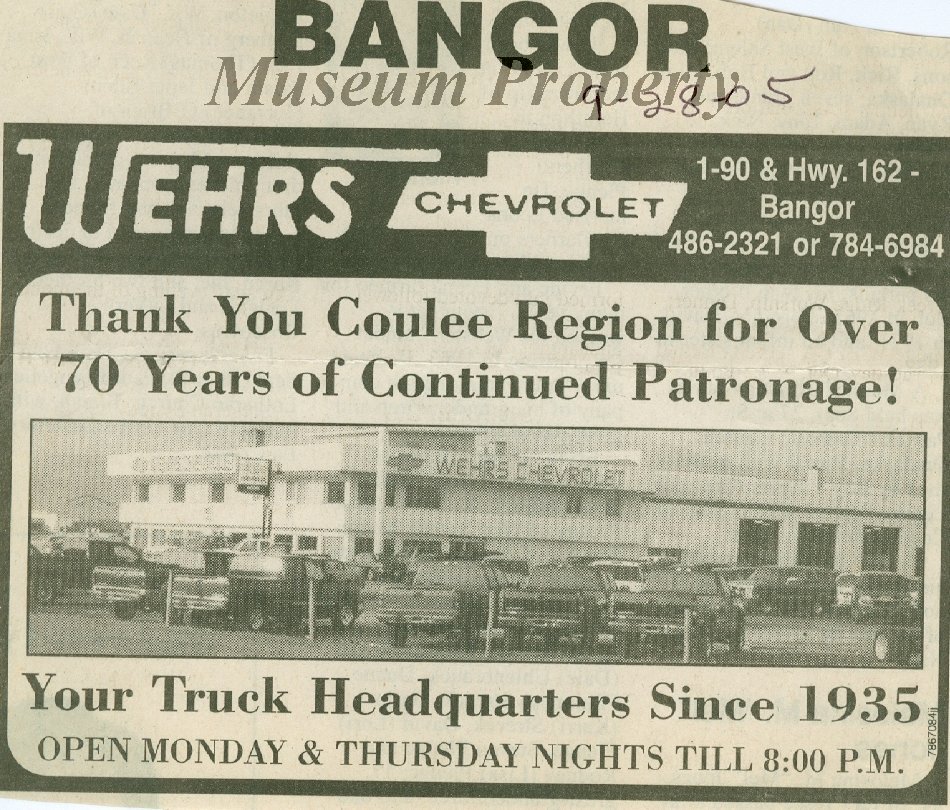 BANGOR
Museum Property
9-28-05
WEHRS
CHEVROLET
1-90 & Hwy. 162 -
Bangor
486-2321 or 784-6984
Thank You Coulee Region for Over
70 Years of Continued Patronage!
WEHRS CHEVROLET
Your Truck Headquarters Since 1935
OPEN MONDAY & THURSDAY NIGHTS TILL 8:00 P.M.
7867084jj